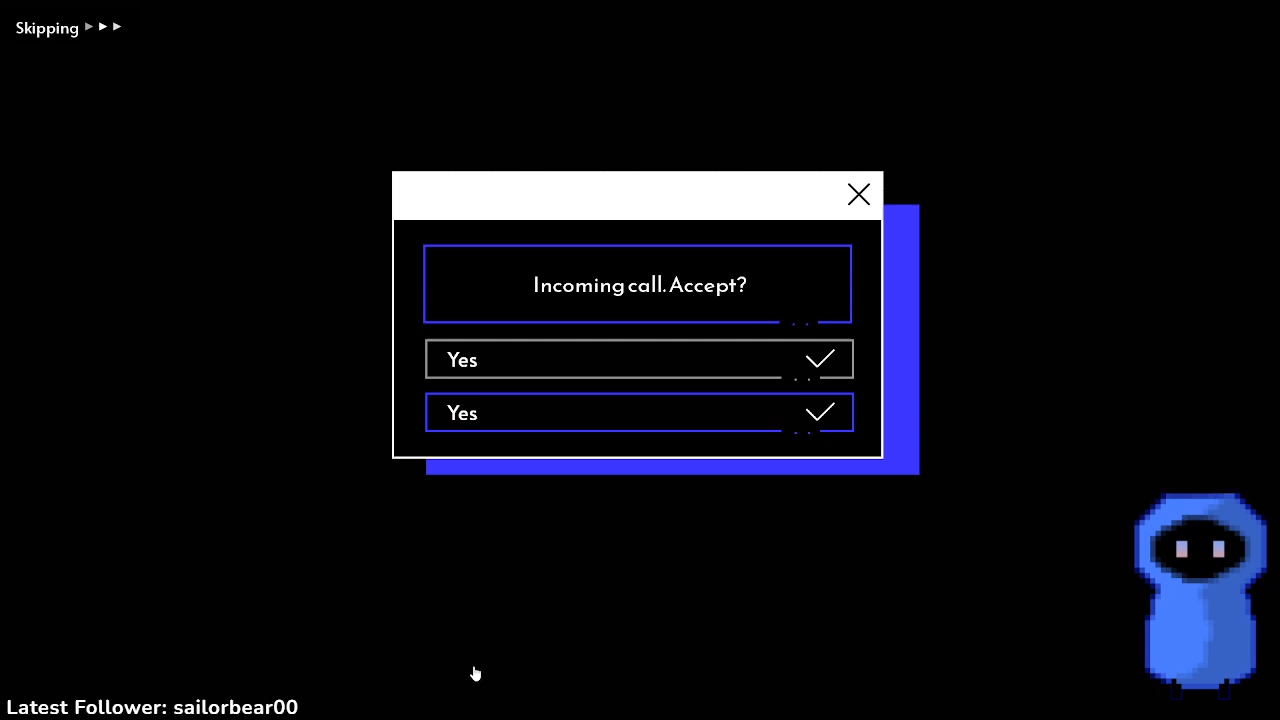 Skipping
Incoming call. Accept?
Yes
Yes
Latest Follower: sailorbear00